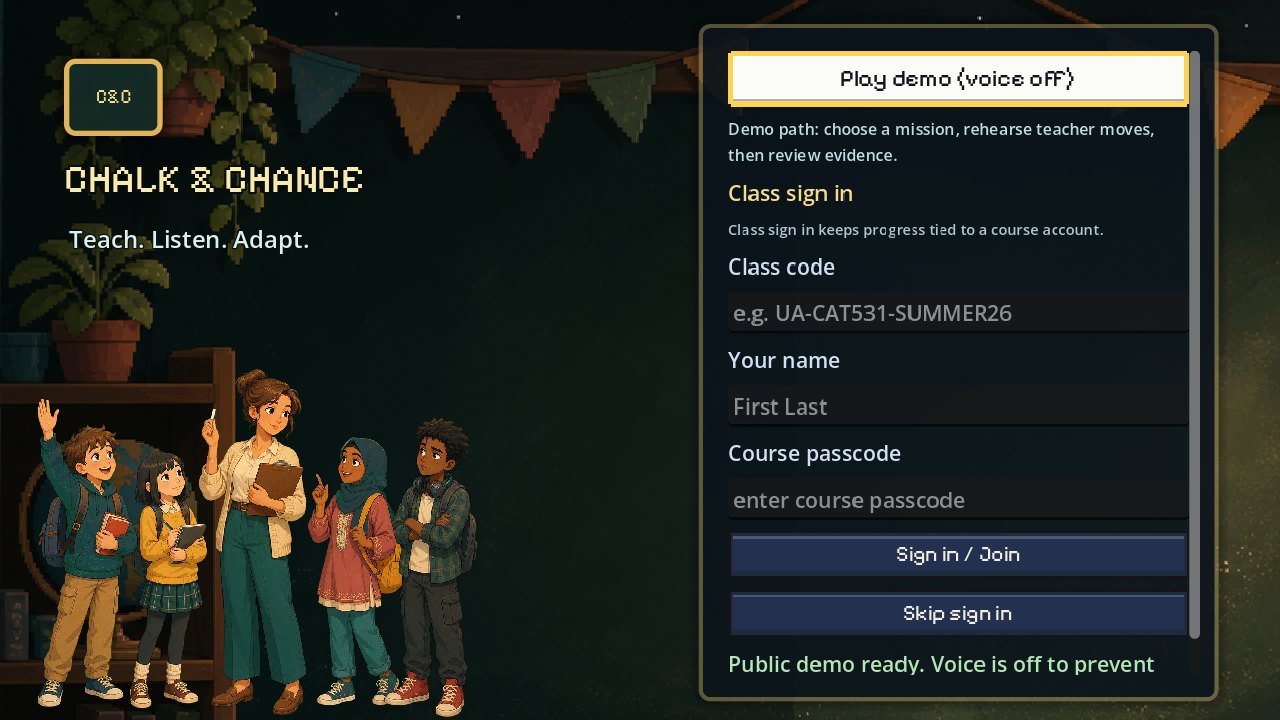 C&C
CHALK & CHANCE
Teach. Listen. Adapt.
Play demo (voice off)
Demo path: choose a mission, rehearse teacher moves,
then review evidence.
Class sign in
Class sign in keeps progress tied to a course account.
Class code
e.g. UA-CAT531-SUMMER26
Your name
First Last
Course passcode
enter course passcode
Sign in / Join
Skip sign in
Public demo ready. Voice is off to prevent